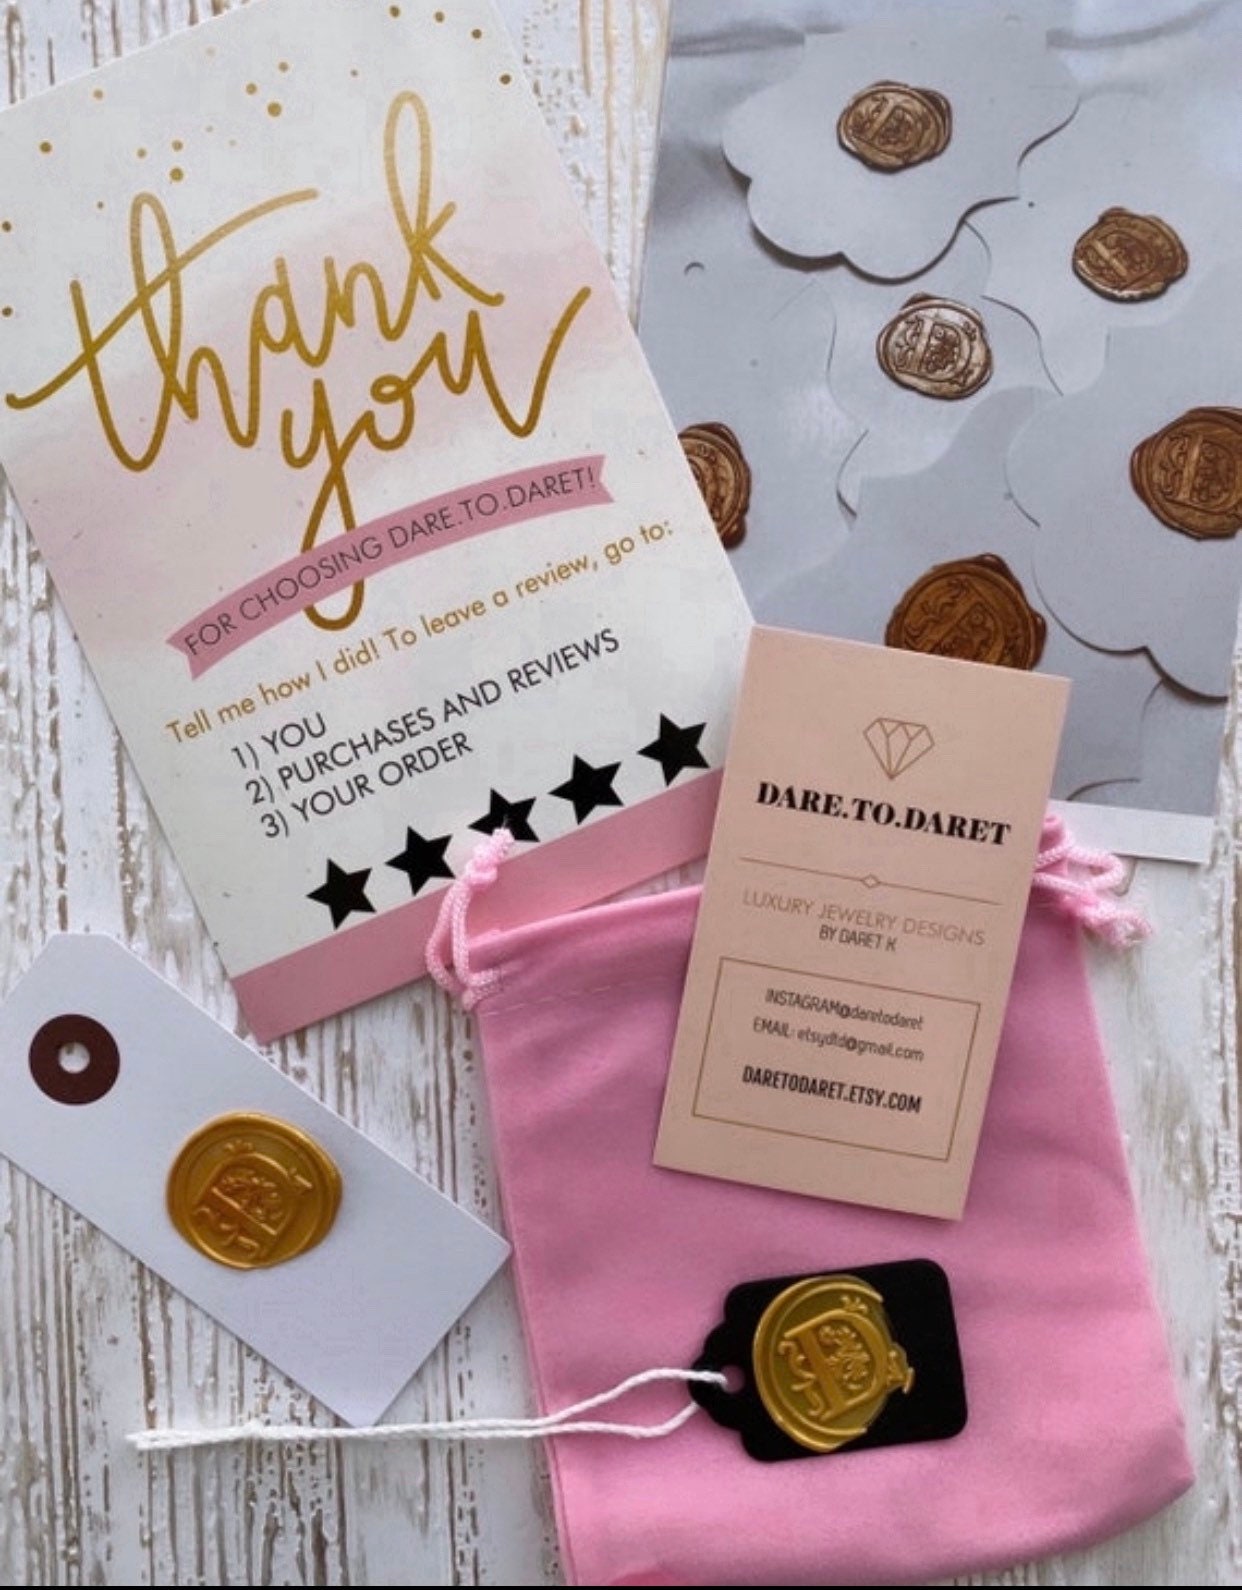 thank
you
FOR CHOOSING DARE.TO.DARET!
Tell me how I did! To leave a review, go to:
1) YOU
2) PURCHASES AND REVIEWS
3) YOUR ORDER
DARE.TO.DARET
LUXURY JEWELRY DESIGNS
BY DARET K
INSTAGRAM@daretodaret
EMAIL: etsydtd@gmail.com
DARETODARET.ETSY.COM
D
D
D
D
D
D
D
D